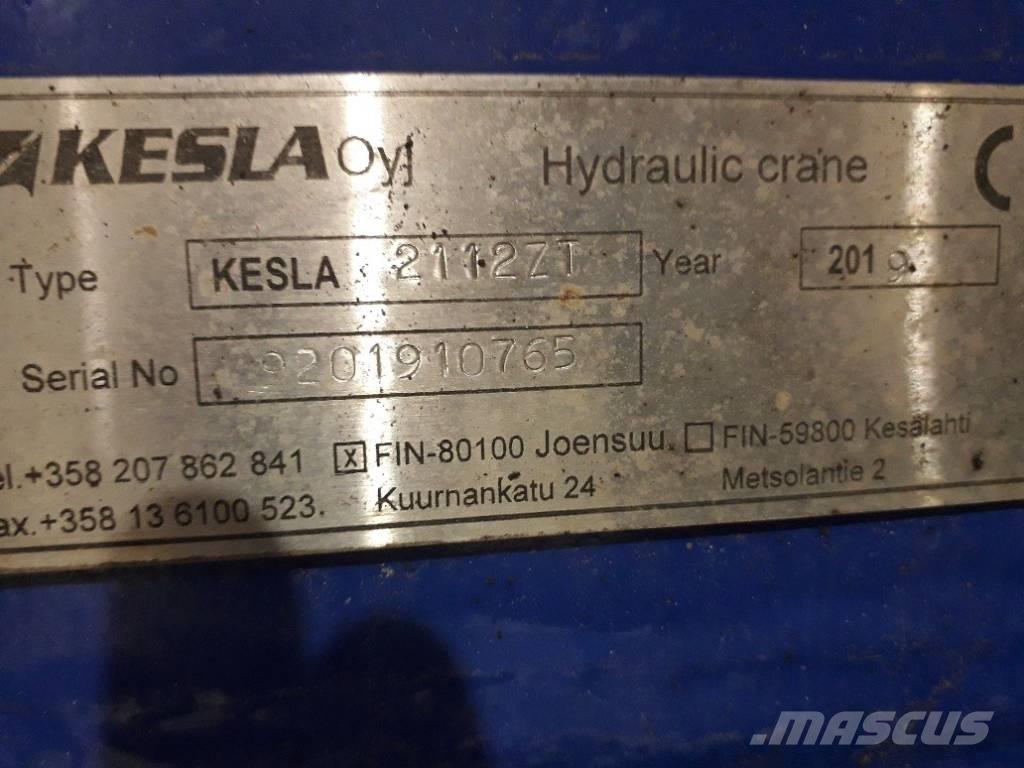 KESLA Oyj Hydraulic crane C
Type KESLA 2112ZT Year 2019
Serial No 9201910765
el.+358 207 862 841 x FIN-80100 Joensuu. FIN-59800 Kesälahti
ax.+358 13 6100 523. Kuurnankatu 24 Metsolantie 2
MASCUS